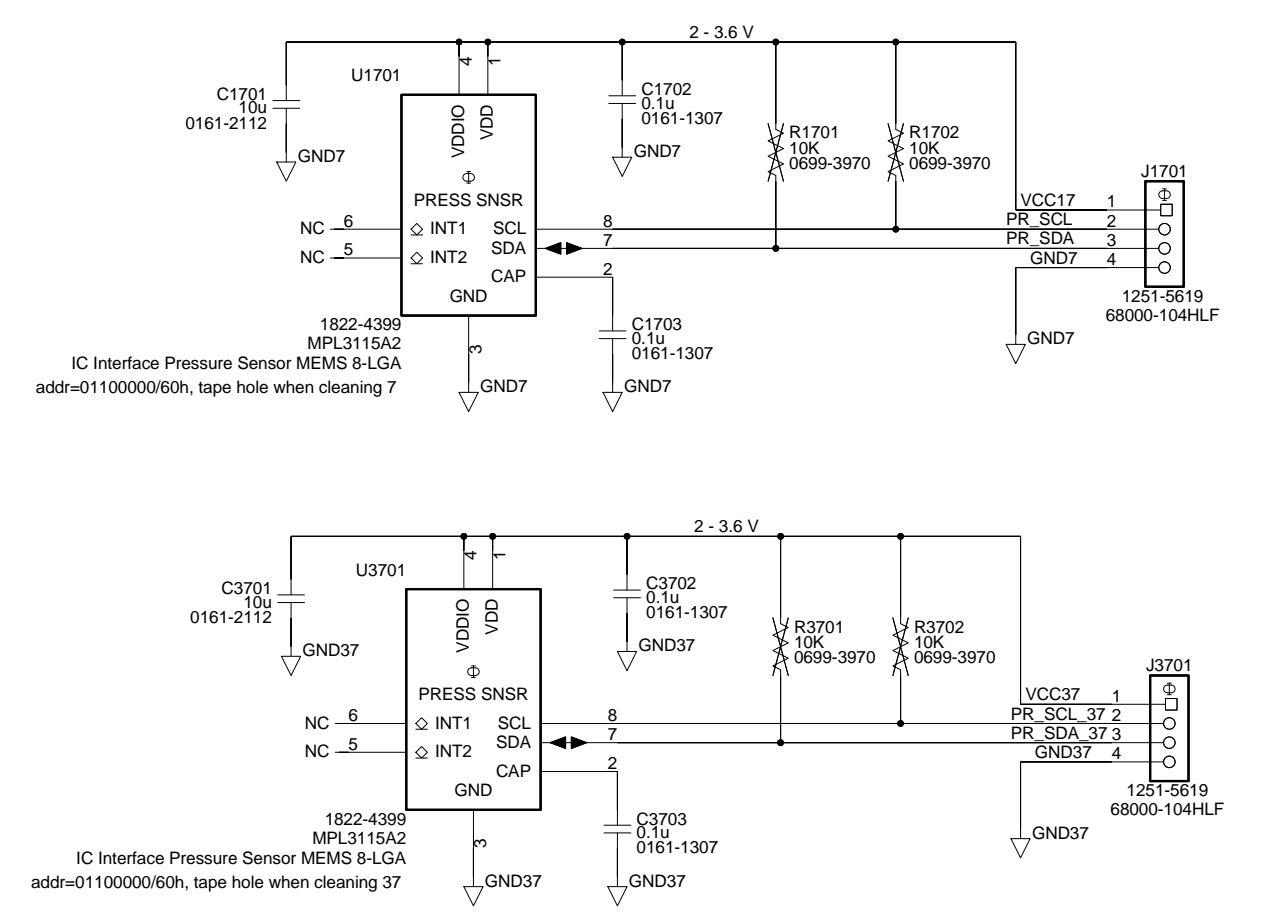 2 - 3.6 V
4
1
U1701
C1701
10u
0161-2112
GND7
VDDIO
VDD
Φ
PRESS SNSR
C1702
0.1u
0161-1307
GND7
R1701
10K
0699-3970
R1702
10K
0699-3970
J1701
Φ
VCC17 1
PR_SCL 2
PR_SDA 3
GND7 4
1251-5619
68000-104HLF
GND7
NC 6 INT1 SCL 8
NC 5 INT2 SDA 7
CAP 2
GND
3
GND7
C1703
0.1u
0161-1307
GND7
1822-4399
MPL3115A2
IC Interface Pressure Sensor MEMS 8-LGA
addr=01100000/60h, tape hole when cleaning 7
2 - 3.6 V
4
1
U3701
C3701
10u
0161-2112
GND37
VDDIO
VDD
Φ
PRESS SNSR
C3702
0.1u
0161-1307
GND37
R3701
10K
0699-3970
R3702
10K
0699-3970
J3701
Φ
VCC37 1
PR_SCL_37 2
PR_SDA_37 3
GND37 4
1251-5619
68000-104HLF
GND37
NC 6 INT1 SCL 8
NC 5 INT2 SDA 7
CAP 2
GND
3
GND37
C3703
0.1u
0161-1307
GND37
1822-4399
MPL3115A2
IC Interface Pressure Sensor MEMS 8-LGA
addr=01100000/60h, tape hole when cleaning 37